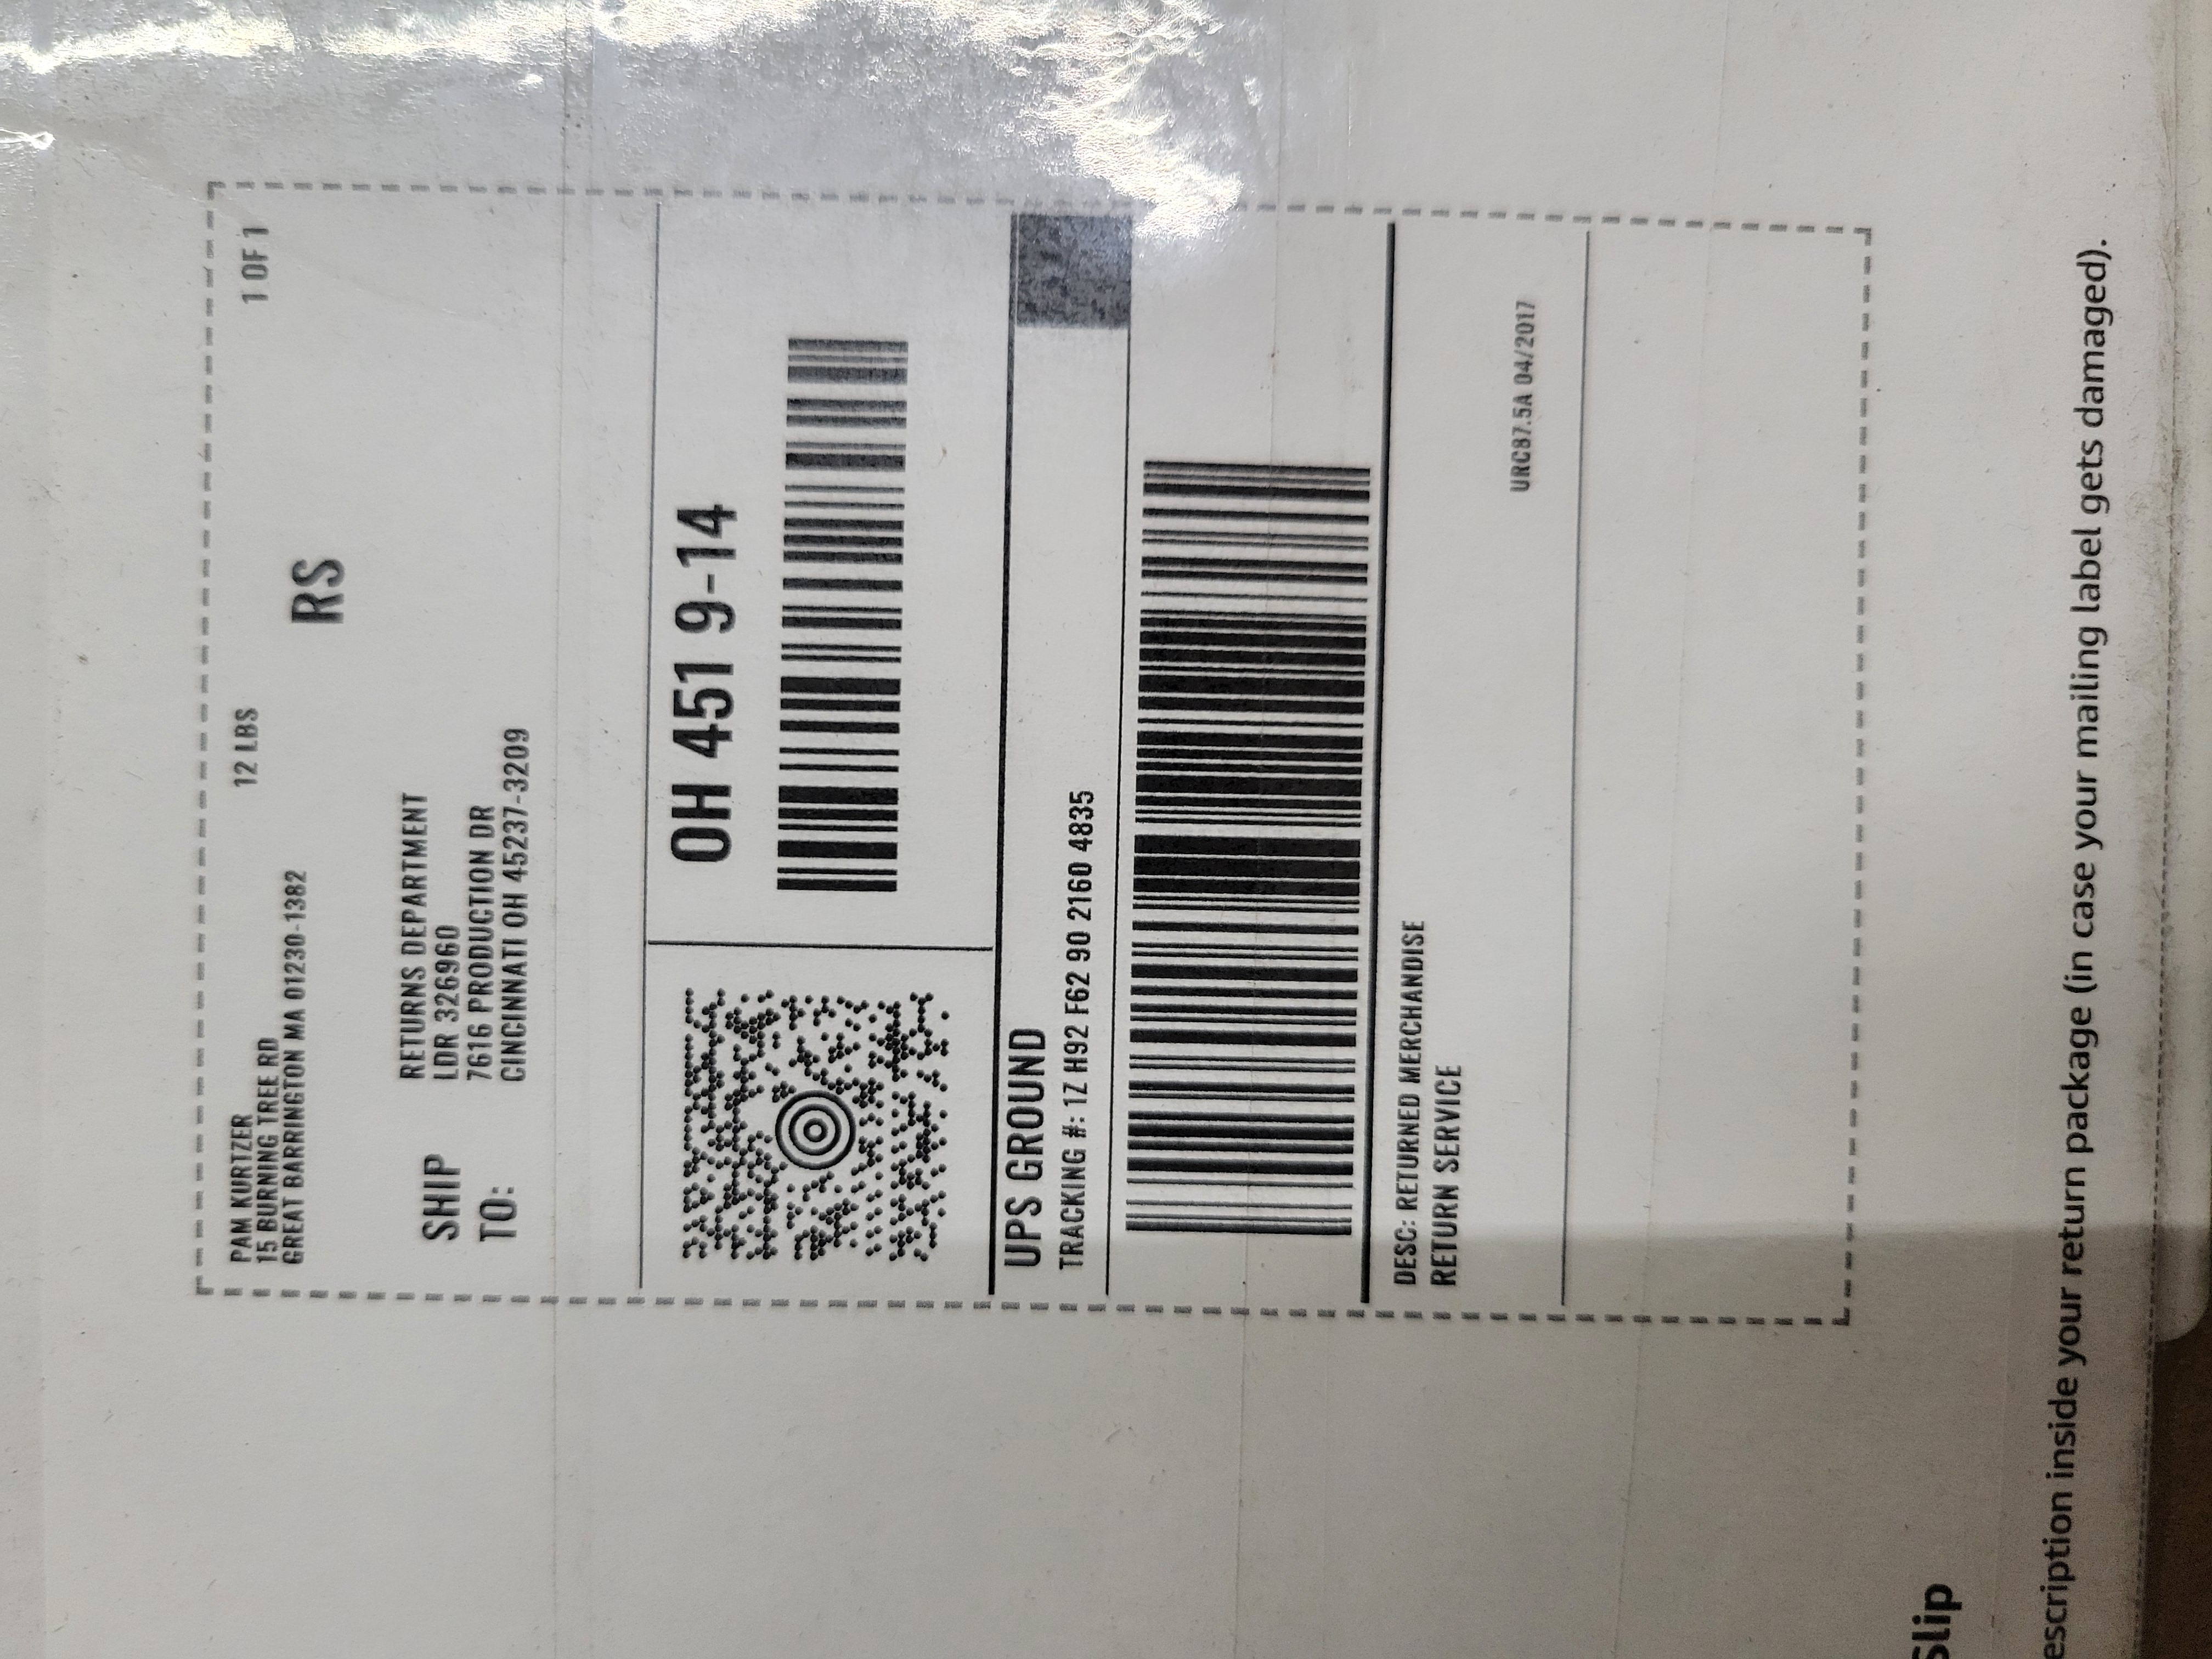 PAM KURTZER
15 BURNING TREE RD
GREAT BARRINGTON MA 01230-1382
12 LBS
1 OF 1
RS
SHIP
TO:
RETURNS DEPARTMENT
LDR 326960
7616 PRODUCTION DR
CINCINNATI OH 45237-3209
OH 451 9-14
UPS GROUND
TRACKING #: 1Z H92 F62 90 2160 4835
DESC: RETURNED MERCHANDISE
RETURN SERVICE
URC87.5A 04/2017
Slip
escription inside your return package (in case your mailing label gets damaged).